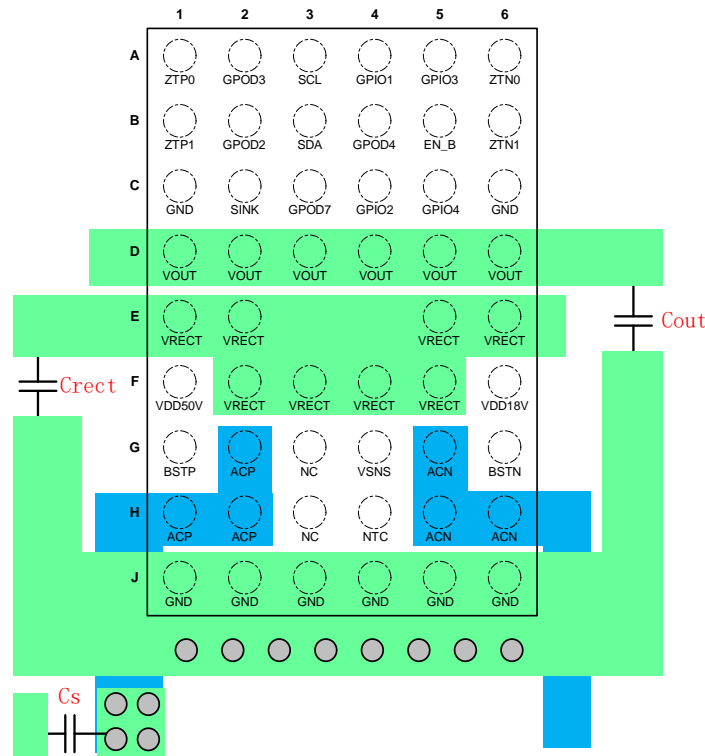 1 2 3 4 5 6
A
ZTP0 GPOD3 SCL GPIO1 GPIO3 ZTN0
B
ZTP1 GPOD2 SDA GPOD4 EN_B ZTN1
C
GND SINK GPOD7 GPIO2 GPIO4 GND
D
VOUT VOUT VOUT VOUT VOUT VOUT
E
Cout
VRECT VRECT VRECT VRECT
F
Crect
VDD50V VRECT VRECT VRECT VRECT VDD18V
G
BSTP ACP NC VSNS ACN BSTN
H
ACP ACP NC NTC ACN ACN
J
GND GND GND GND GND GND
Cs